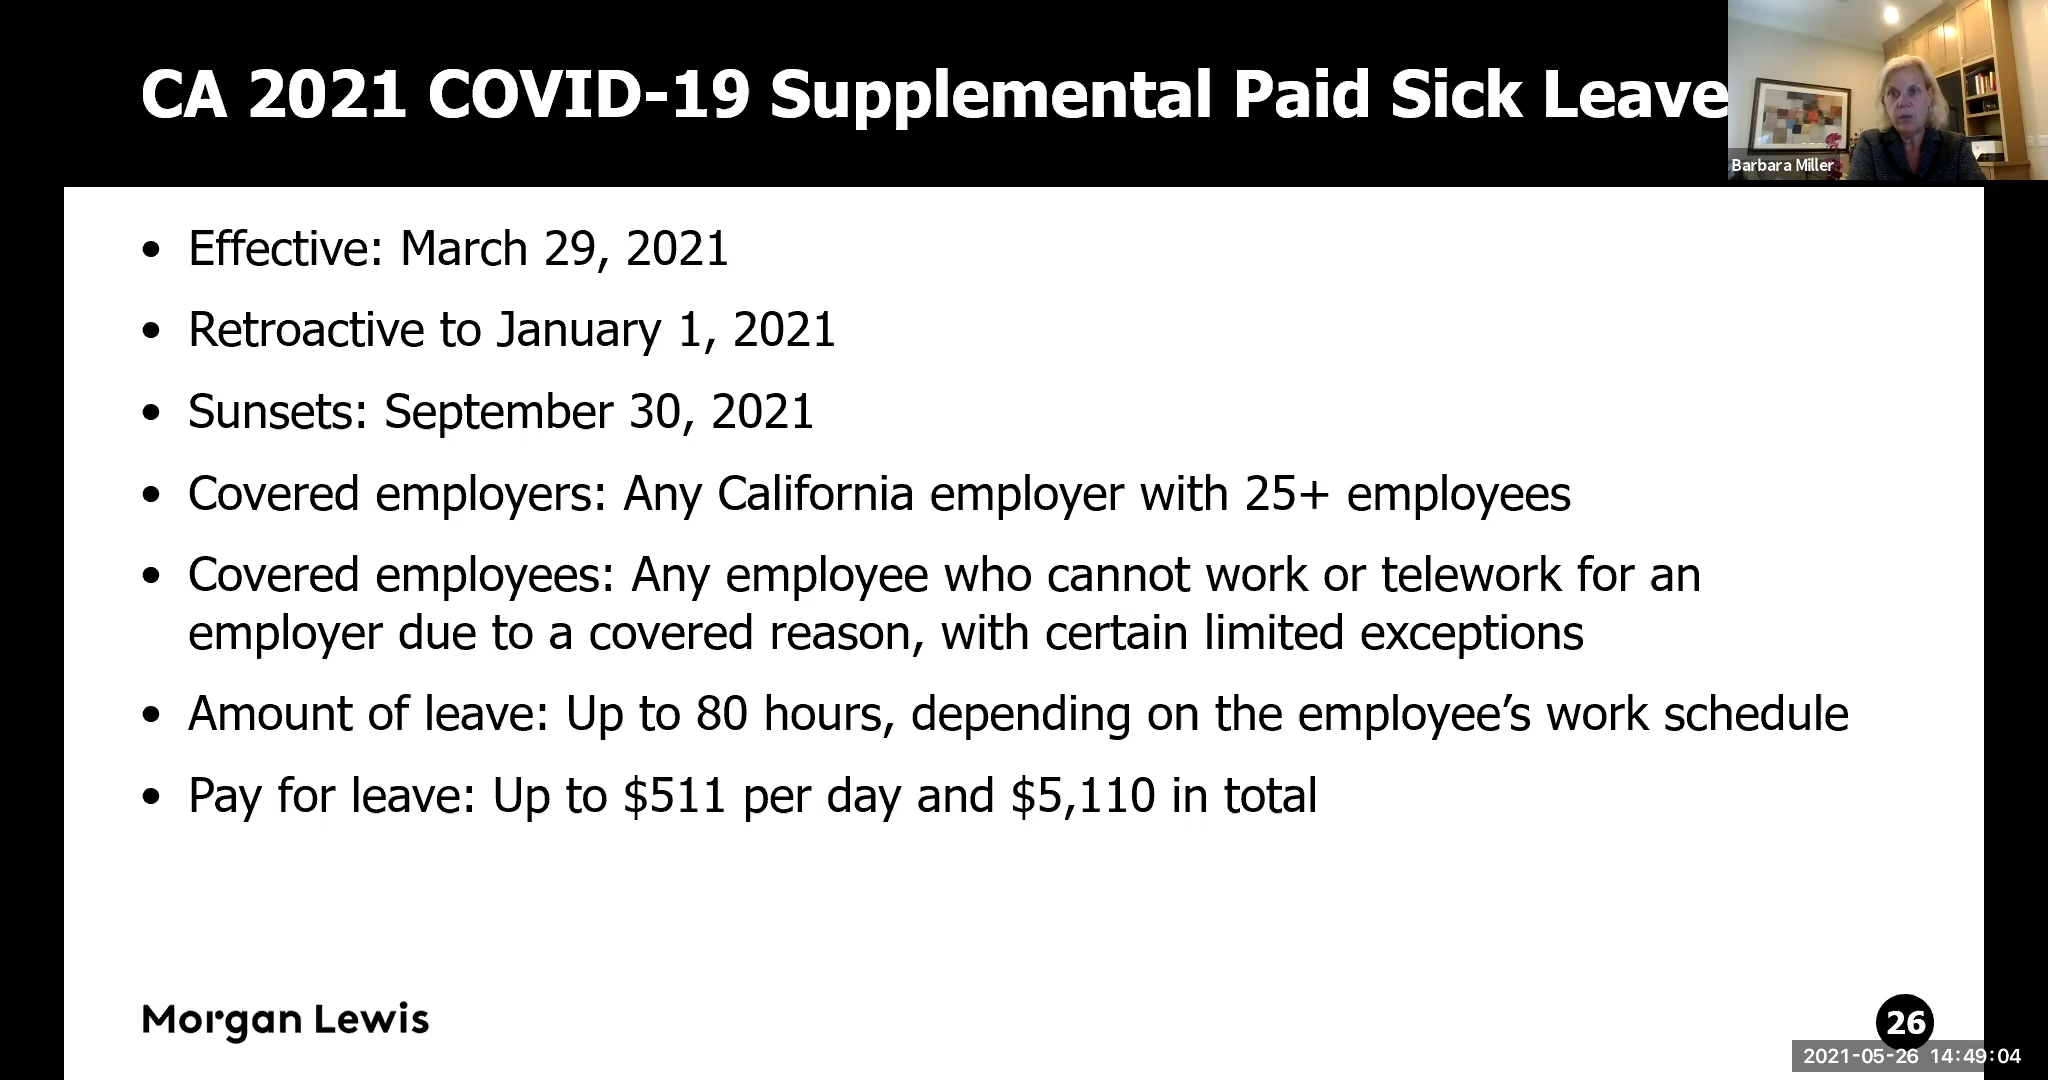 CA 2021 COVID-19 Supplemental Paid Sick Leave
Barbara Miller
• Effective: March 29, 2021
• Retroactive to January 1, 2021
• Sunsets: September 30, 2021
• Covered employers: Any California employer with 25+ employees
• Covered employees: Any employee who cannot work or telework for an
employer due to a covered reason, with certain limited exceptions
• Amount of leave: Up to 80 hours, depending on the employee’s work schedule
• Pay for leave: Up to $511 per day and $5,110 in total
Morgan Lewis
26
2021-05-26 14:49:04